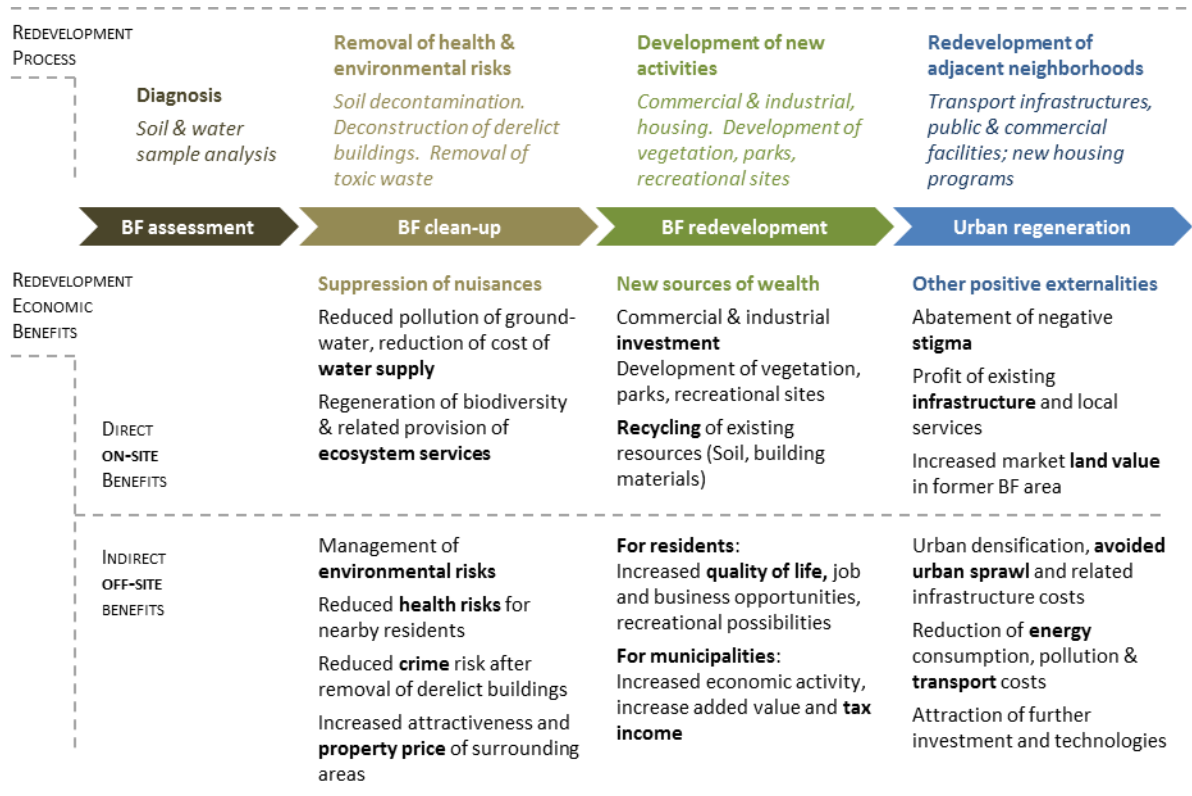 REDEVELOPMENT
PROCESS
Diagnosis
Soil & water
sample analysis
Removal of health &
environmental risks
Soil decontamination.
Deconstruction of derelict
buildings. Removal of
toxic waste
Development of new
activities
Commercial & industrial,
housing. Development of
vegetation, parks,
recreational sites
Redevelopment of
adjacent neighborhoods
Transport infrastructures,
public & commercial
facilities; new housing
programs
BF assessment
BF clean-up
BF redevelopment
Urban regeneration
REDEVELOPMENT
ECONOMIC
BENEFITS
DIRECT
ON-SITE
BENEFITS
Suppression of nuisances
Reduced pollution of ground-
water, reduction of cost of
water supply
Regeneration of biodiversity
& related provision of
ecosystem services
New sources of wealth
Commercial & industrial
investment
Development of vegetation,
parks, recreational sites
Recycling of existing
resources (Soil, building
materials)
Other positive externalities
Abatement of negative
stigma
Profit of existing
infrastructure and local
services
Increased market land value
in former BF area
INDIRECT
OFF-SITE
BENEFITS
Management of
environmental risks
Reduced health risks for
nearby residents
Reduced crime risk after
removal of derelict buildings
Increased attractiveness and
property price of surrounding
areas
For residents:
Increased quality of life, job
and business opportunities,
recreational possibilities
For municipalities:
Increased economic activity,
increase added value and tax
income
Urban densification, avoided
urban sprawl and related
infrastructure costs
Reduction of energy
consumption, pollution &
transport costs
Attraction of further
investment and technologies